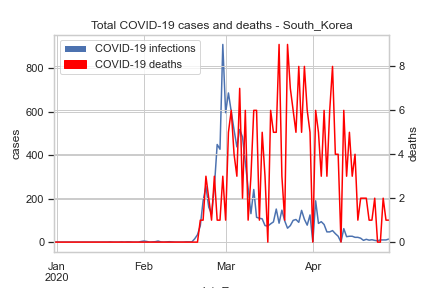 Total COVID-19 cases and deaths - South_Korea
COVID-19 infections
COVID-19 deaths
cases
800
600
400
200
0
deaths
8
6
4
2
0
Jan
2020
Feb
Mar
Apr